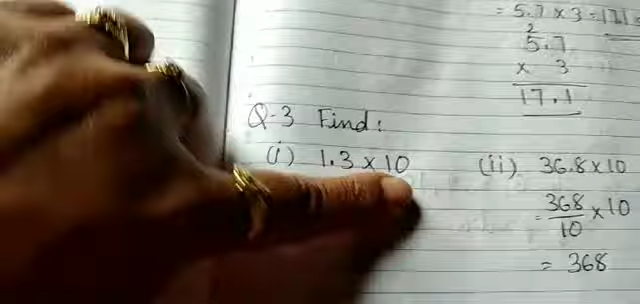 = 5.7 x 3 = 17.1
2
5.7
x 3
17.1
Q-3 Find:
(i) 1.3 x 10
(ii) 36.8 x 10
= 368/10 x 10
= 368